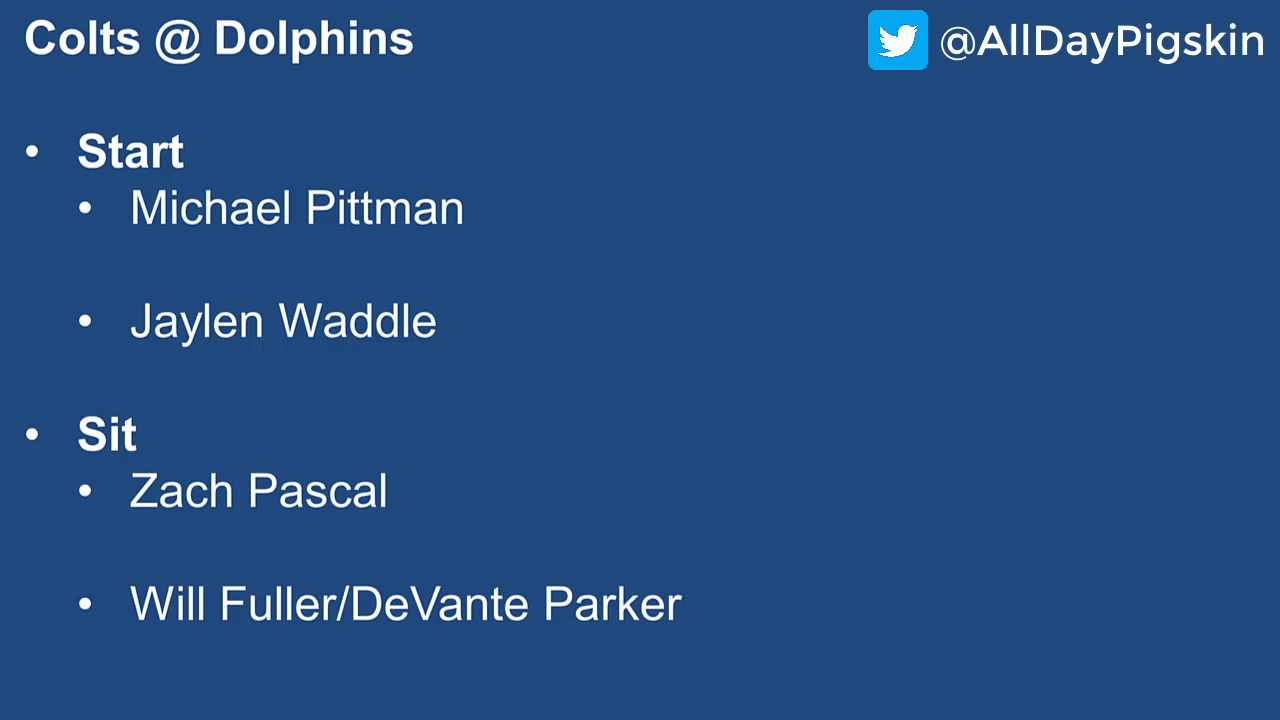 Colts @ Dolphins
@AllDayPigskin
• Start
• Michael Pittman
• Jaylen Waddle
• Sit
• Zach Pascal
• Will Fuller/DeVante Parker